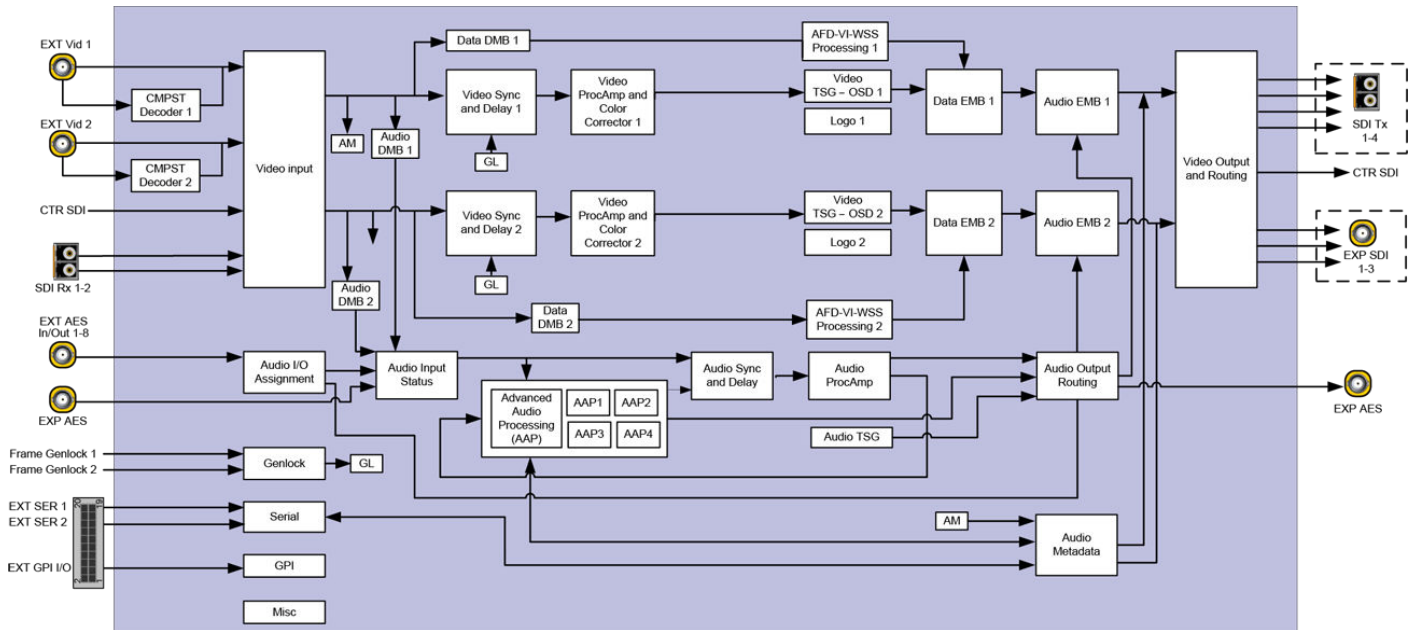 EXT Vid 1
CMPST
Decoder 1
EXT Vid 2
CMPST
Decoder 2
CTR SDI
SDI Rx 1-2
EXT AES
In/Out 1-8
EXP AES
Frame Genlock 1
Frame Genlock 2
EXT SER 1
EXT SER 2
EXT GPI I/O
20
19
2
1
Video input
Data DMB 1
AM
Audio
DMB 1
Video Sync
and Delay 1
GL
Video
ProcAmp and
Color
Corrector 1
AFD-VI-WSS
Processing 1
Video
TSG – OSD 1
Logo 1
Data EMB 1
Audio EMB 1
Audio
DMB 2
Video Sync
and Delay 2
GL
Video
ProcAmp and
Color
Corrector 2
Video
TSG – OSD 2
Logo 2
Data EMB 2
Audio EMB 2
Data
DMB 2
AFD-VI-WSS
Processing 2
Video Output
and Routing
SDI Tx
1-4
CTR SDI
EXP SDI
1-3
Audio I/O
Assignment
Audio Input
Status
Advanced
Audio
Processing
(AAP)
AAP1
AAP2
AAP3
AAP4
Audio Sync
and Delay
Audio
ProcAmp
Audio TSG
Audio Output
Routing
EXP AES
Genlock
GL
Serial
GPI
Misc
AM
Audio
Metadata